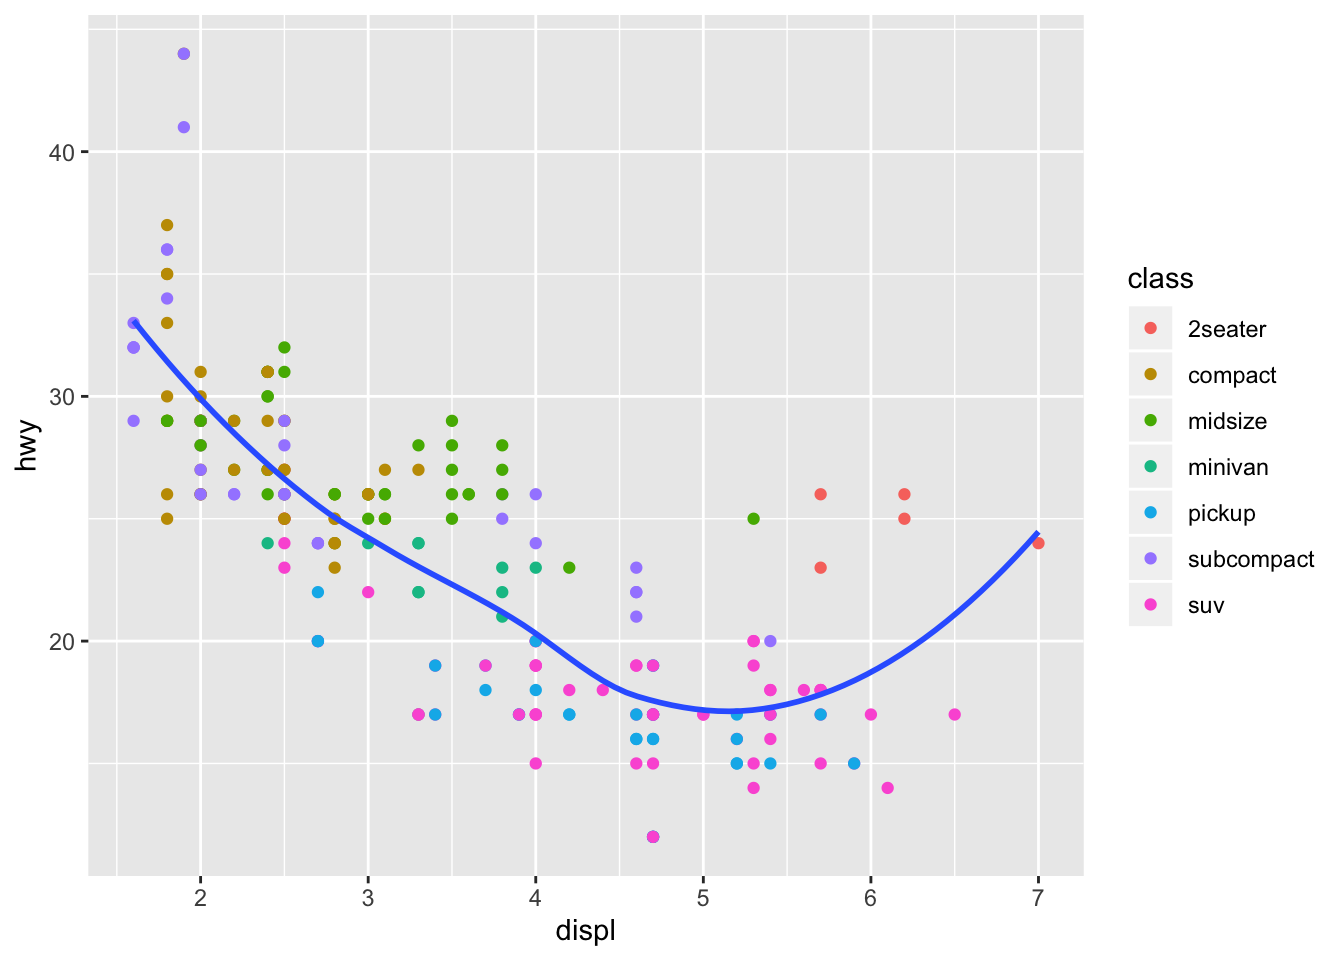 40
30
20
hwy
2 3 4 5 6 7
displ
class
2seater
compact
midsize
minivan
pickup
subcompact
suv